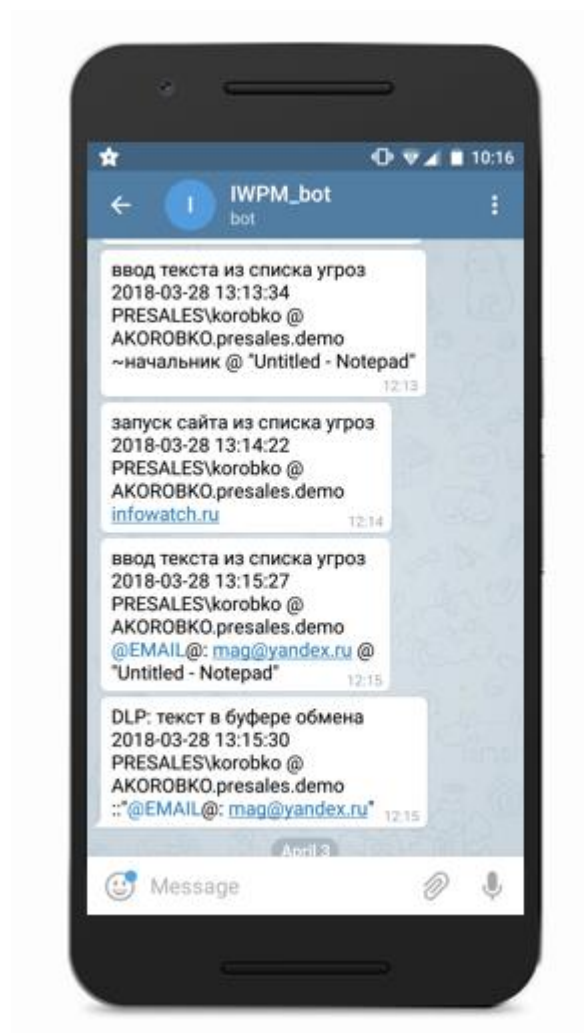 10:16
I
IWPM_bot
bot
ввод текста из списка угроз
2018-03-28 13:13:34
PRESALES\korobko @
AKOROBKO.presales.demo
~начальник @ "Untitled - Notepad"
12:13
запуск сайта из списка угроз
2018-03-28 13:14:22
PRESALES\korobko @
AKOROBKO.presales.demo
infowatch.ru
12:14
ввод текста из списка угроз
2018-03-28 13:15:27
PRESALES\korobko @
AKOROBKO.presales.demo
@EMAIL@: mag@yandex.ru @
"Untitled - Notepad"
12:15
DLP: текст в буфере обмена
2018-03-28 13:15:30
PRESALES\korobko @
AKOROBKO.presales.demo
::"@EMAIL@: mag@yandex.ru"
12:15
April 3
Message